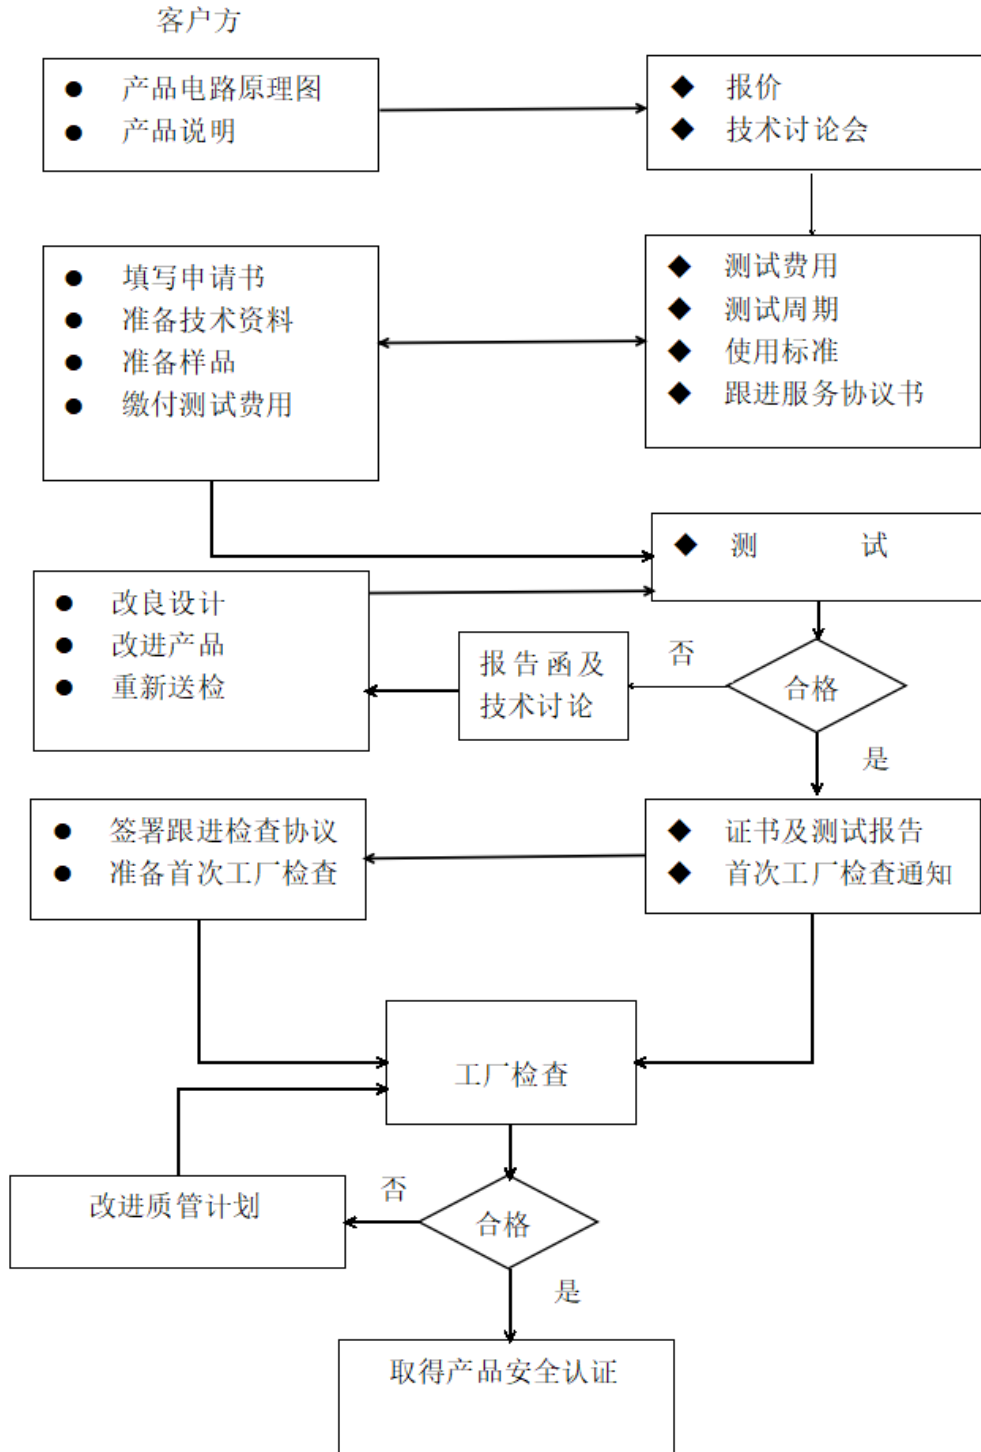 客户方
● 产品电路原理图
● 产品说明
◆ 报价
◆ 技术讨论会
● 填写申请书
● 准备技术资料
● 准备样品
● 缴付测试费用
◆ 测试费用
◆ 测试周期
◆ 使用标准
◆ 跟进服务协议书
◆ 测 试
● 改良设计
● 改进产品
● 重新送检
报告函及
技术讨论
否
合格
是
● 签署跟进检查协议
● 准备首次工厂检查
◆ 证书及测试报告
◆ 首次工厂检查通知
工厂检查
改进质管计划
否
合格
是
取得产品安全认证